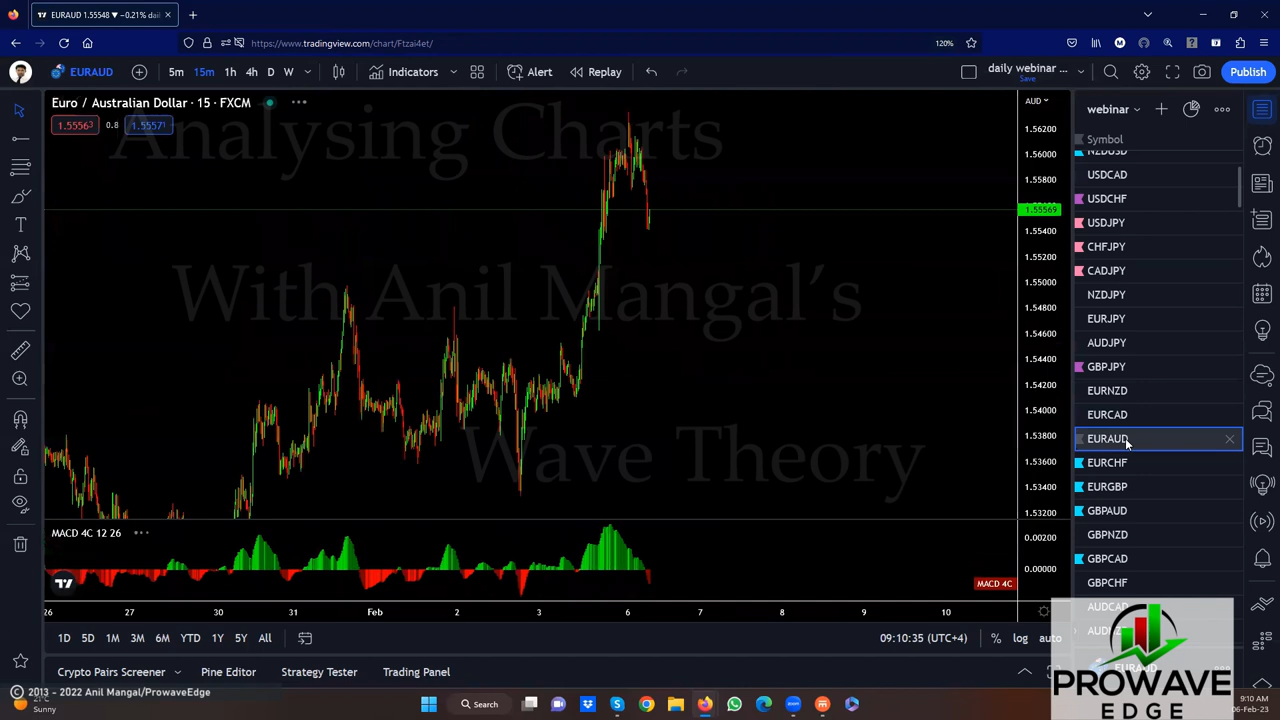 EURAUD 1.55548 ▼ −0.21% dai
https://www.tradingview.com/chart/Ftzai4et/
120%
EURAUD
5m 15m 1h 4h D W
Indicators
Alert
Replay
daily webinar ...
Save
Publish
Euro / Australian Dollar · 15 · FXCM
1.55563 0.8 1.55571
Analysing Charts
With Anil Mangal's
Wave Theory
AUD
1.56200
1.56000
1.55800
1.55569
1.55400
1.55200
1.55000
1.54800
1.54600
1.54400
1.54200
1.54000
1.53800
1.53600
1.53400
1.53200
webinar
Symbol
NZDUSD
USDCAD
USDCHF
USDJPY
CHFJPY
CADJPY
NZDJPY
EURJPY
AUDJPY
GBPJPY
EURNZD
EURCAD
EURAUD
EURCHF
EURGBP
GBPAUD
GBPNZD
GBPCAD
GBPCHF
AUDCAD
EURAUD
MACD 4C 12 26
0.00200
0.00000
MACD 4C
26 27 30 31 Feb 2 3 6 7 8 9 10
1D 5D 1M 3M 6M YTD 1Y 5Y All
09:10:35 (UTC+4)
% log auto
Crypto Pairs Screener
Pine Editor
Strategy Tester
Trading Panel
© 2013 - 2022 Anil Mangal/ProwaveEdge
21°C
Sunny
Search
9:10 AM
06-Feb-23
PROWAVE
EDGE